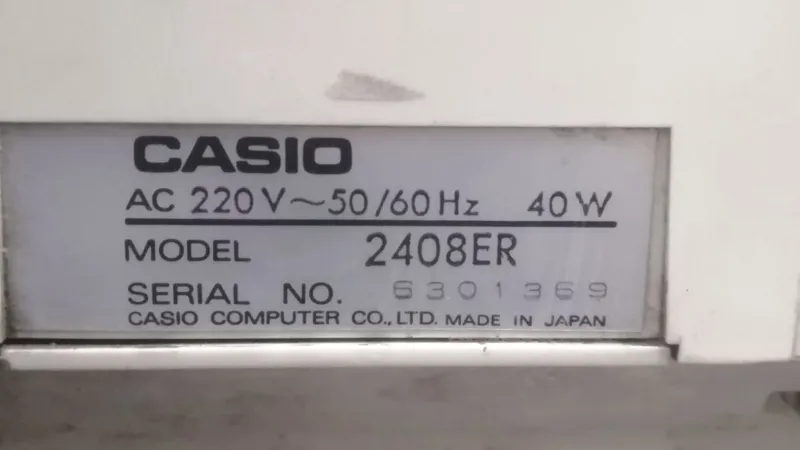 CASIO
AC 220V~50/60Hz 40W
MODEL 2408ER
SERIAL NO. 6301369
CASIO COMPUTER CO., LTD. MADE IN JAPAN